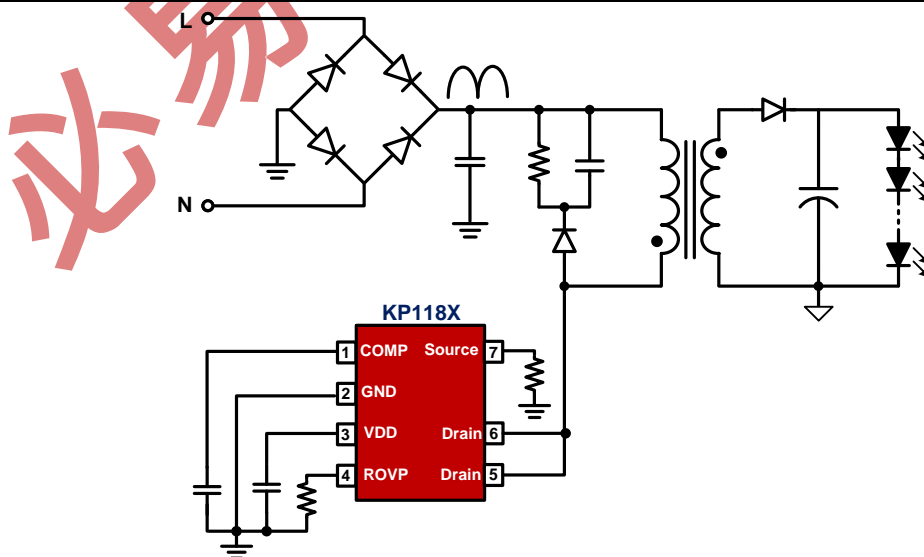 必易
L
N
KP118X
1 COMP Source 7
2 GND
3 VDD Drain 6
4 ROVP Drain 5